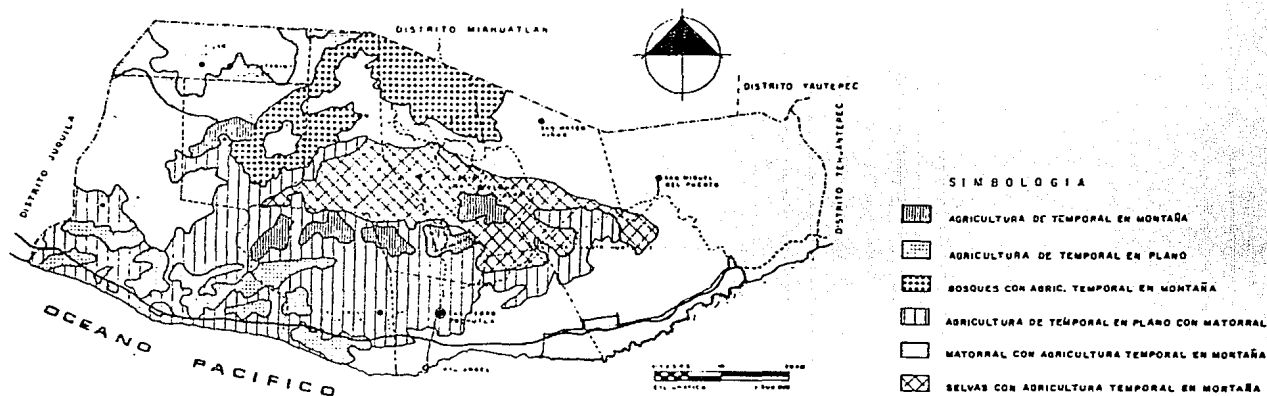 DISTRITO MIAHUATLAN
DISTRITO YAUTEPEC
DISTRITO JUQUILA
DISTRITO TEHUANTEPEC
SAN MIGUEL
DEL PUERTO
OCEANO PACIFICO
SIMBOLOGIA
AGRICULTURA DE TEMPORAL EN MONTAÑA
AGRICULTURA DE TEMPORAL EN PLANO
BOSQUES CON AGRIC. TEMPORAL EN MONTAÑA
AGRICULTURA DE TEMPORAL EN PLANO CON MATORRAL
MATORRAL CON AGRICULTURA TEMPORAL EN MONTAÑA
SELVAS CON AGRICULTURA TEMPORAL EN MONTAÑA